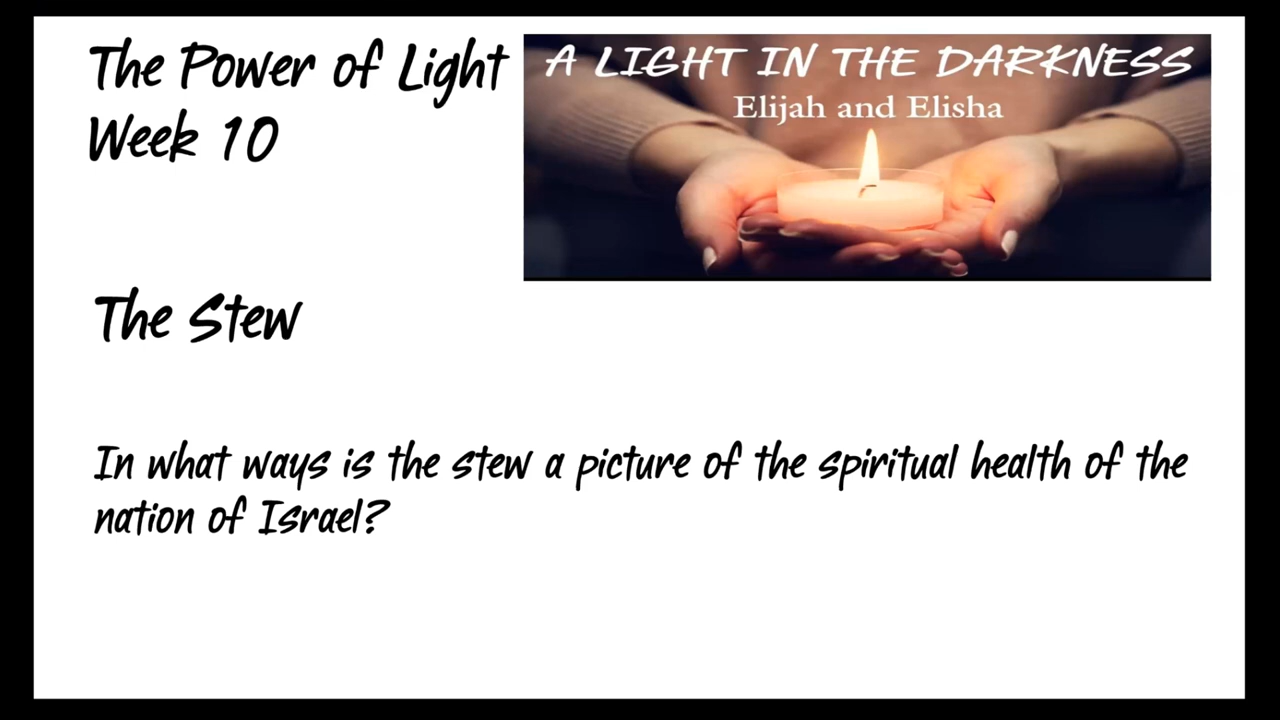 The Power of Light
Week 10
A LIGHT IN THE DARKNESS
Elijah and Elisha
The Stew
In what ways is the stew a picture of the spiritual health of the
nation of Israel?